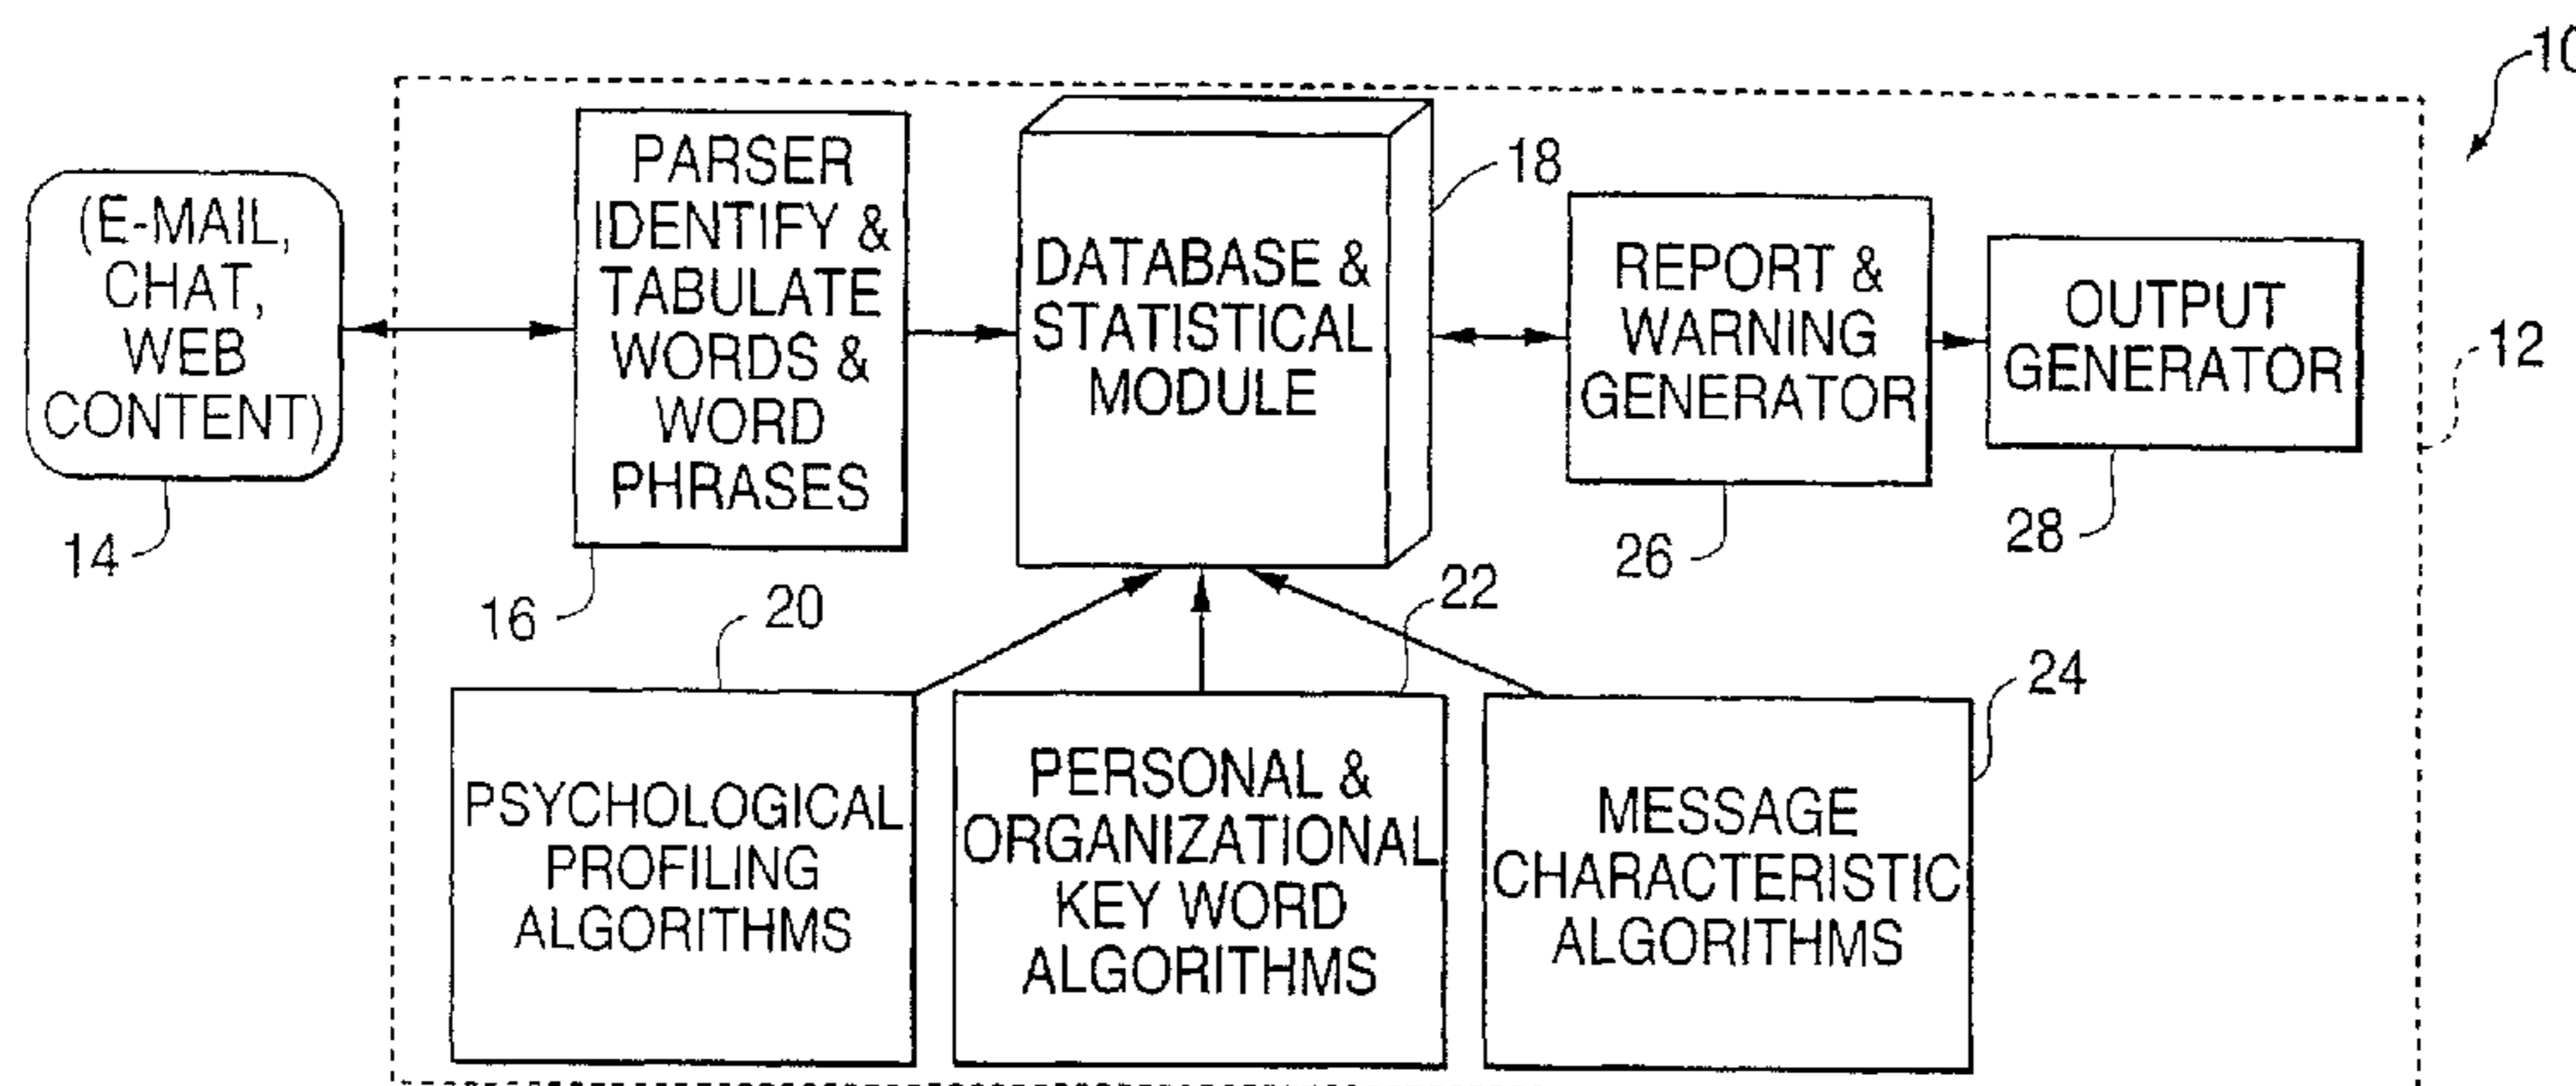 10
(E-MAIL,
CHAT,
WEB
CONTENT)
14
PARSER
IDENTIFY &
TABULATE
WORDS &
WORD
PHRASES
16
DATABASE &
STATISTICAL
MODULE
18
REPORT &
WARNING
GENERATOR
26
OUTPUT
GENERATOR
28
12
20
PSYCHOLOGICAL
PROFILING
ALGORITHMS
22
PERSONAL &
ORGANIZATIONAL
KEY WORD
ALGORITHMS
24
MESSAGE
CHARACTERISTIC
ALGORITHMS